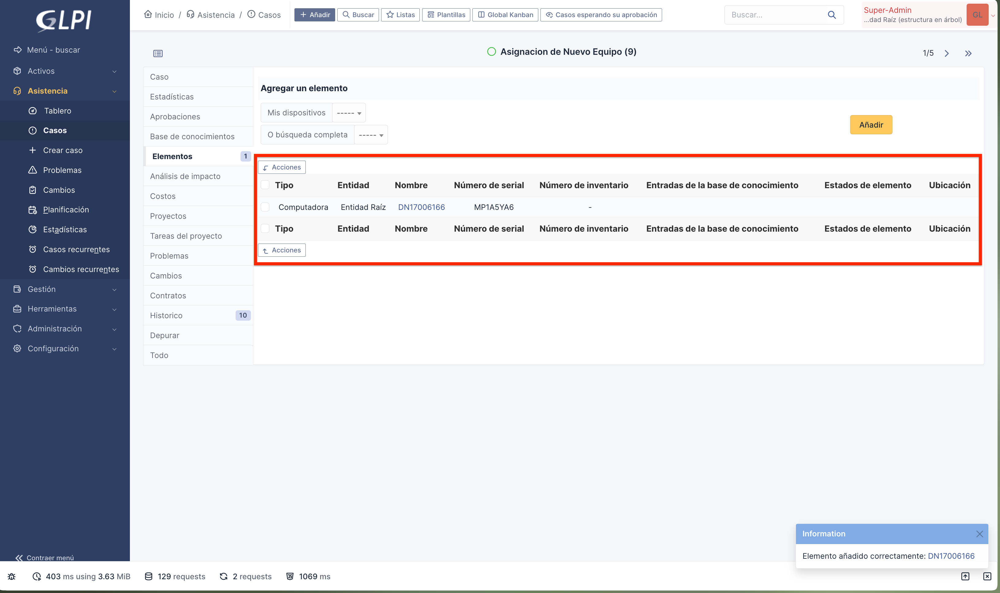 GLPI
Inicio / Asistencia / Casos
Añadir
Buscar
Listas
Plantillas
Global Kanban
Casos esperando su aprobación
Buscar...
Super-Admin
...dad Raíz (estructura en árbol)
GL
Menú - buscar
Activos
Asistencia
Tablero
Casos
Crear caso
Problemas
Cambios
Planificación
Estadísticas
Casos recurrentes
Cambios recurrentes
Gestión
Herramientas
Administración
Configuración
Contraer menú
Asignacion de Nuevo Equipo (9)
1/5
Caso
Estadísticas
Aprobaciones
Base de conocimientos
Elementos 1
Análisis de impacto
Costos
Proyectos
Tareas del proyecto
Problemas
Cambios
Contratos
Historico 10
Depurar
Todo
Agregar un elemento
Mis dispositivos -----
O búsqueda completa -----
Añadir
Acciones
Tipo Entidad Nombre Número de serial Número de inventario Entradas de la base de conocimiento Estados de elemento Ubicación
Computadora Entidad Raíz DN17006166 MP1A5YA6 -
Tipo Entidad Nombre Número de serial Número de inventario Entradas de la base de conocimiento Estados de elemento Ubicación
Acciones
Information
Elemento añadido correctamente: DN17006166
403 ms using 3.63 MiB 129 requests 2 requests 1069 ms